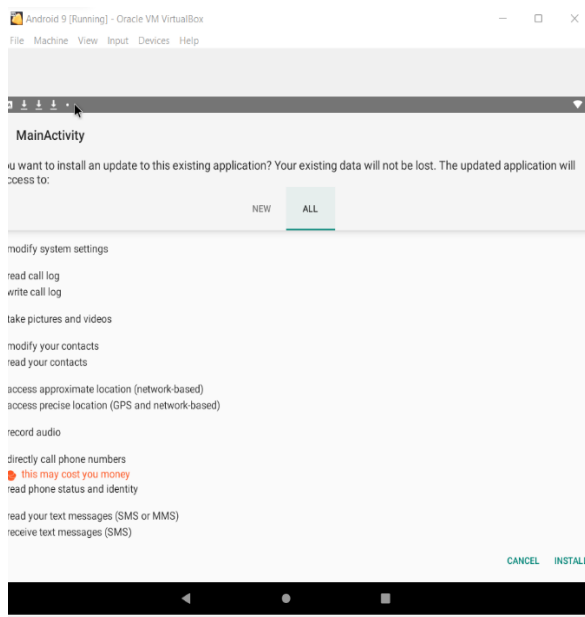 Android 9 [Running] - Oracle VM VirtualBox
File Machine View Input Devices Help
MainActivity
ou want to install an update to this existing application? Your existing data will not be lost. The updated application will
ccess to:
NEW ALL
modify system settings
read call log
write call log
take pictures and videos
modify your contacts
read your contacts
access approximate location (network-based)
access precise location (GPS and network-based)
record audio
directly call phone numbers
this may cost you money
read phone status and identity
read your text messages (SMS or MMS)
receive text messages (SMS)
CANCEL INSTALL